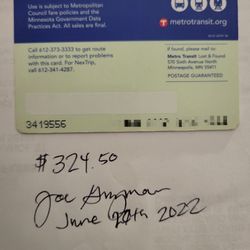 Use is subject to Metropolitan
Council fare policies and the
Minnesota Government Data
Practices Act. All sales are final.
metrotransit.org
Call 612-373-3333 to get route
information or to report problems
with this card. For NexTrip,
call 612-341-4287.
If found, please mail to:
Metro Transit Lost & Found
570 Sixth Avenue North
Minneapolis, MN 55411
POSTAGE GUARANTEED
3419556
$324.50
Joe Guzman
June 2022